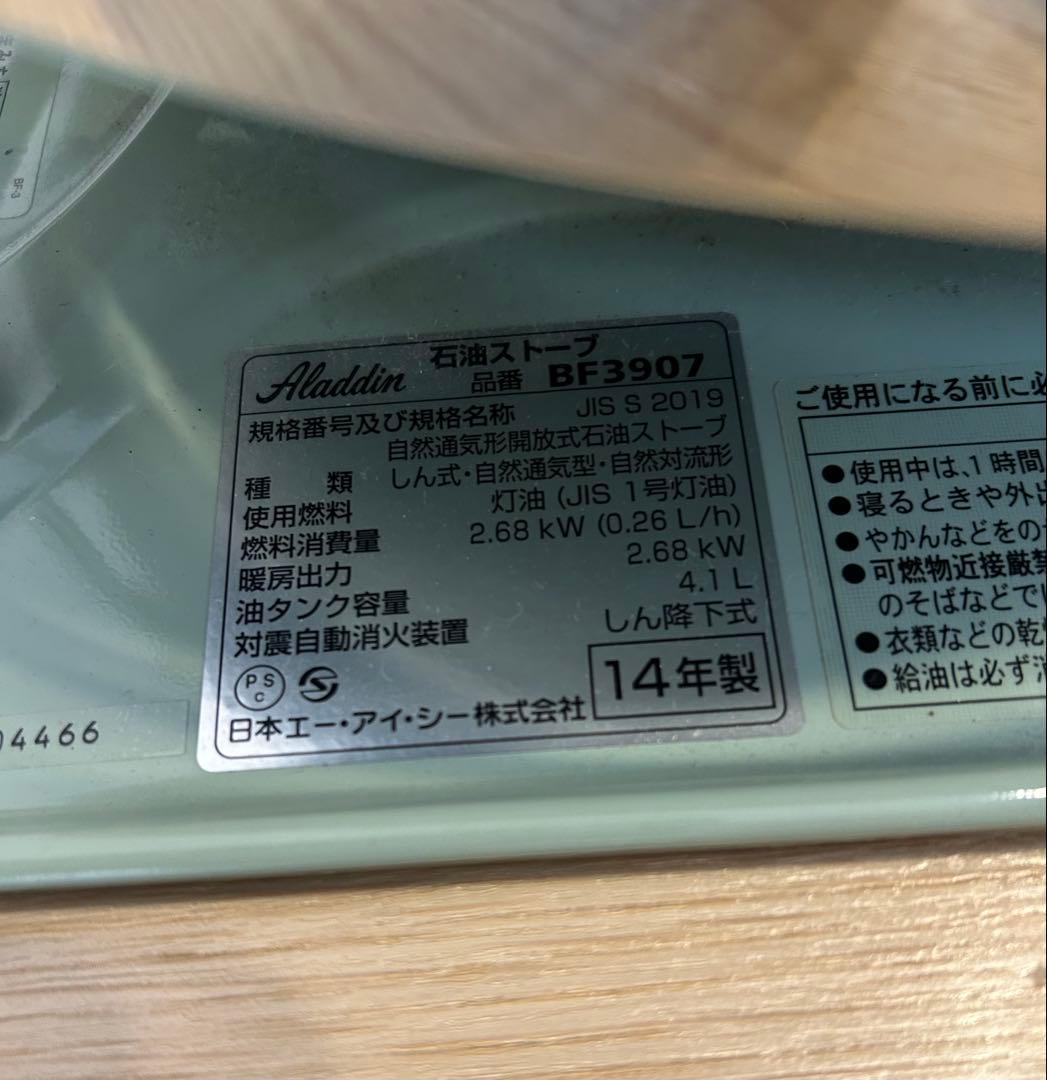 Aladdin 石油ストーブ
品番 BF3907
規格番号及び規格名称 JIS S 2019
自然通気形開放式石油ストーブ
種類 しん式・自然通気型・自然対流形
使用燃料 灯油 (JIS 1号灯油)
燃料消費量 2.68 kW (0.26 L/h)
暖房出力 2.68 kW
油タンク容量 4.1 L
対震自動消火装置 しん降下式
PS
C
14年製
日本エー・アイ・シー株式会社
4466
BF-3
ご使用になる前に必
●使用中は、1時間
●寝るときや外出
●やかんなどをの
●可燃物近接厳禁
のそばなどで
●衣類などの乾燥
●給油は必ず消